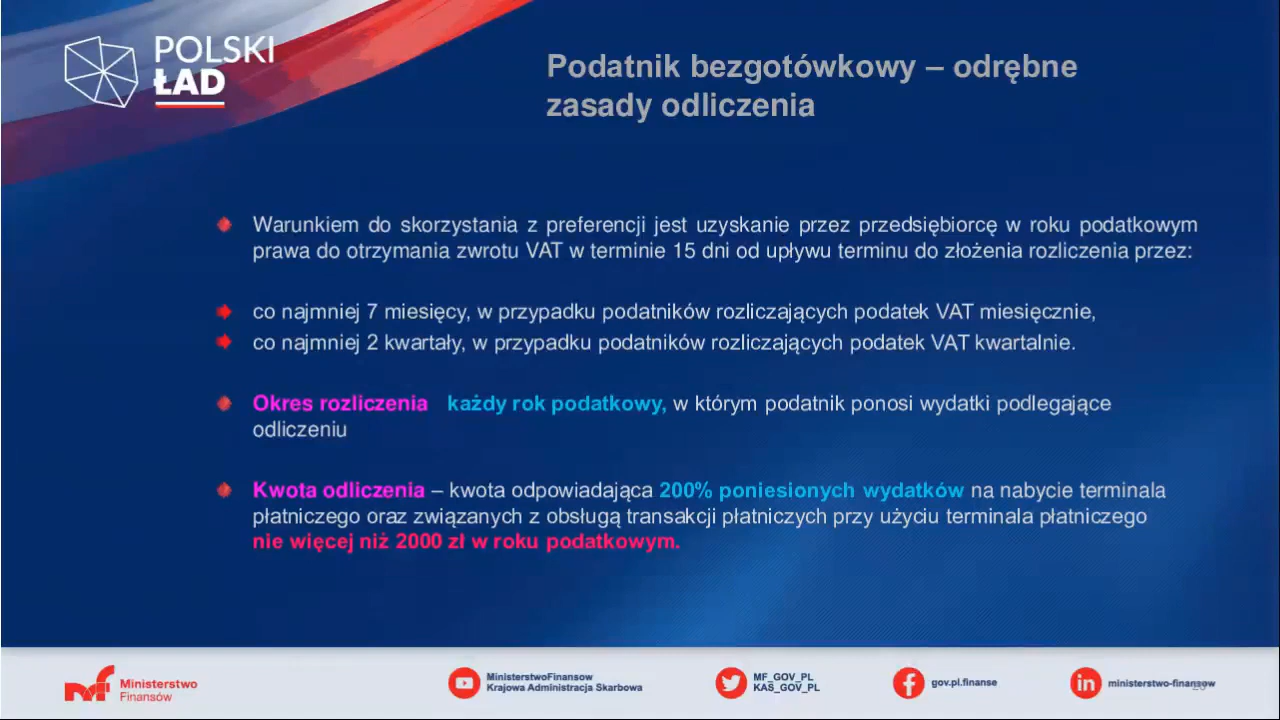 POLSKI
ŁAD
Podatnik bezgotówkowy – odrębne
zasady odliczenia
Warunkiem do skorzystania z preferencji jest uzyskanie przez przedsiębiorcę w roku podatkowym
prawa do otrzymania zwrotu VAT w terminie 15 dni od upływu terminu do złożenia rozliczenia przez:
co najmniej 7 miesięcy, w przypadku podatników rozliczających podatek VAT miesięcznie,
co najmniej 2 kwartały, w przypadku podatników rozliczających podatek VAT kwartalnie.
Okres rozliczenia każdy rok podatkowy, w którym podatnik ponosi wydatki podlegające
odliczeniu
Kwota odliczenia – kwota odpowiadająca 200% poniesionych wydatków na nabycie terminala
płatniczego oraz związanych z obsługą transakcji płatniczych przy użyciu terminala płatniczego
nie więcej niż 2000 zł w roku podatkowym.
Ministerstwo
Finansów
MinisterstwoFinansow
Krajowa Administracja Skarbowa
MF_GOV_PL
KAS_GOV_PL
gov.pl.finanse
ministerstwo-finansow